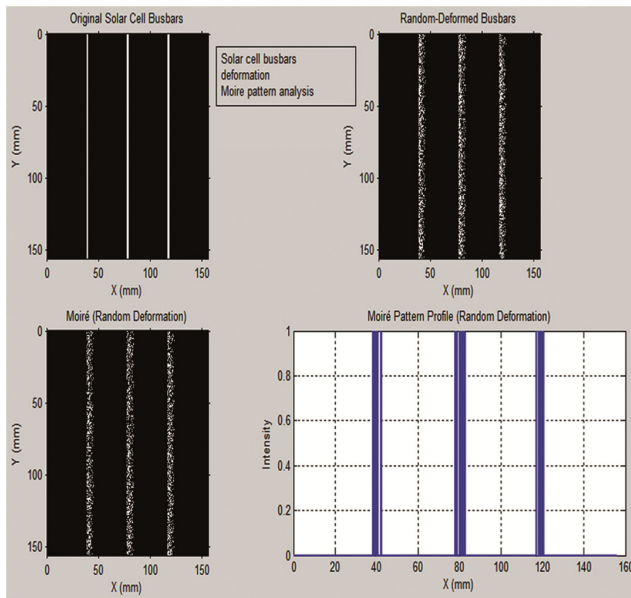 Original Solar Cell Busbars
0
50
100
150
Y (mm)
0 50 100 150
X (mm)
Solar cell busbars
deformation
Moire pattern analysis
Random-Deformed Busbars
0
50
100
150
Y (mm)
0 50 100 150
X (mm)
Moiré (Random Deformation)
0
50
100
150
Y (mm)
0 50 100 150
X (mm)
Moiré Pattern Profile (Random Deformation)
1
0.8
0.6
0.4
0.2
0
Intensity
0 20 40 60 80 100 120 140 160
X (mm)